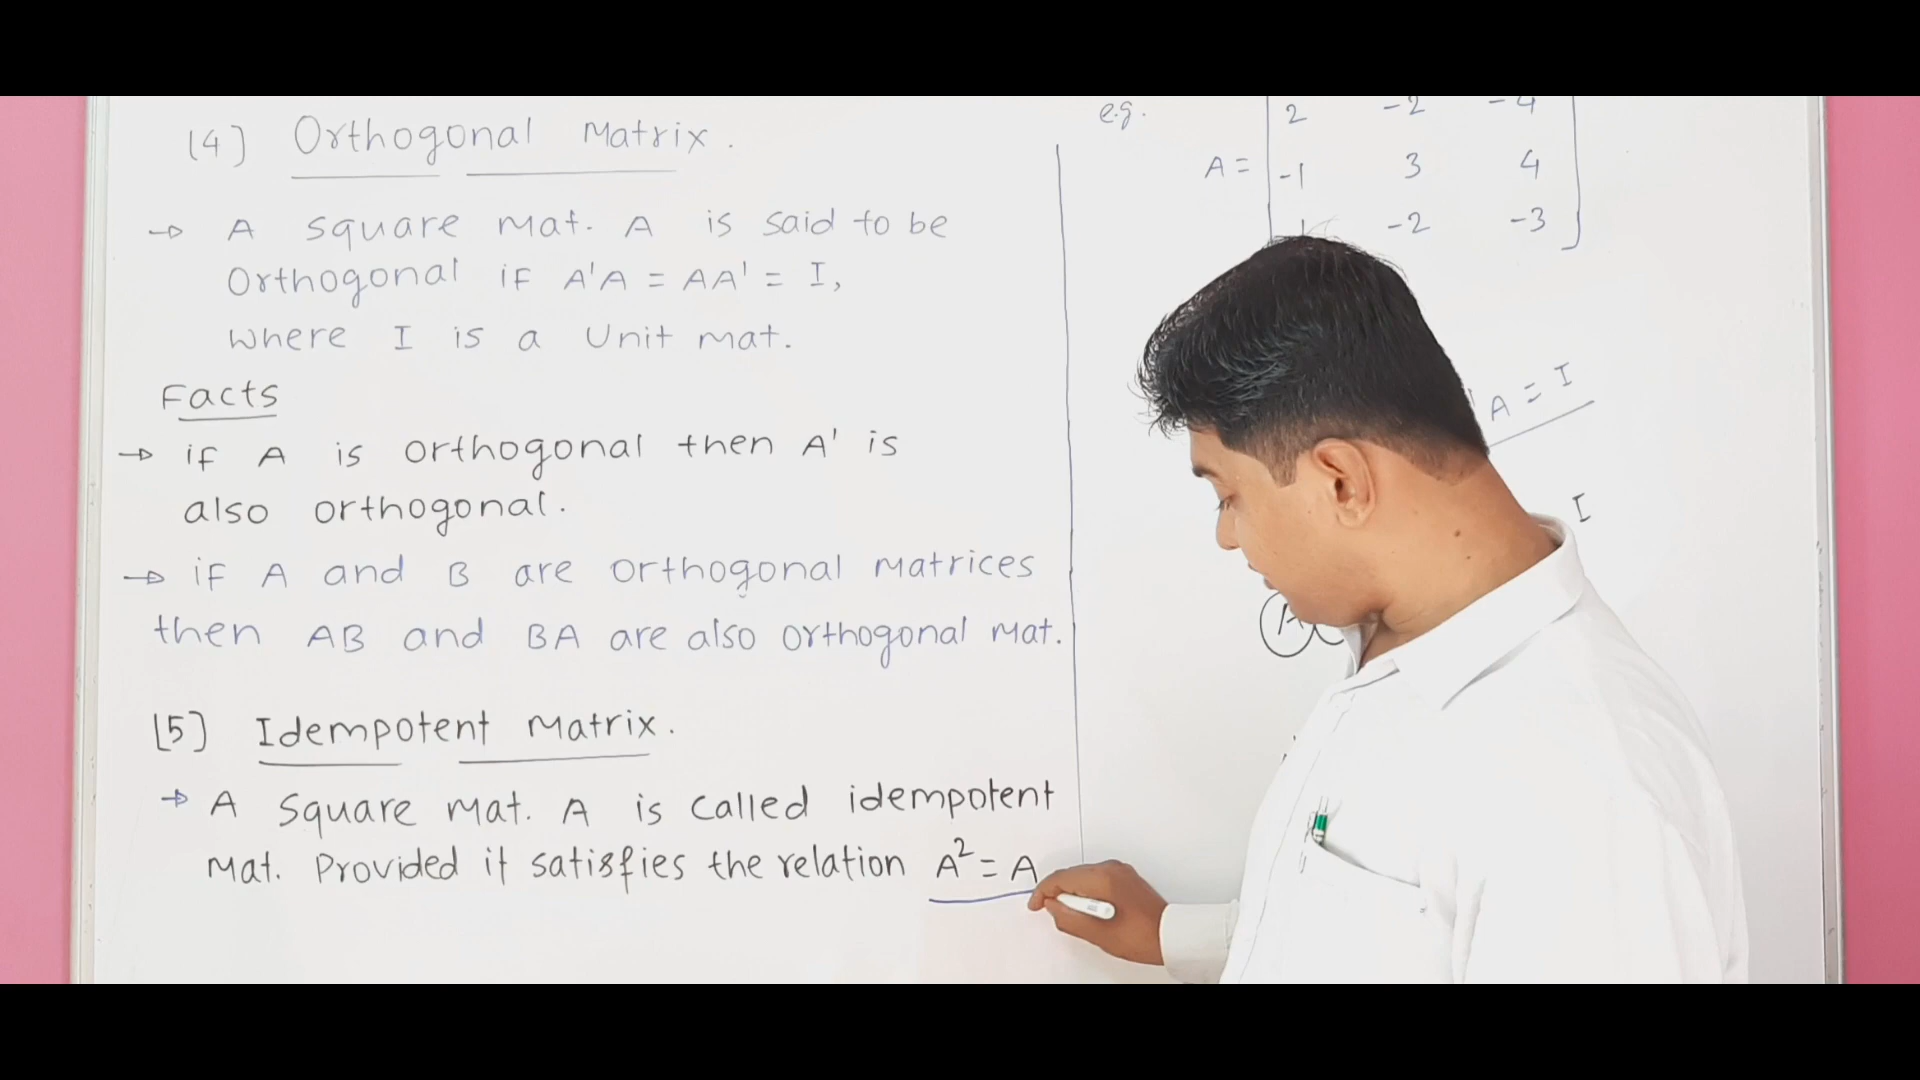 [4] Orthogonal Matrix.
→ A square mat. A is said to be
Orthogonal if A'A = AA' = I,
where I is a Unit mat.
Facts
→ if A is orthogonal then A' is
also orthogonal.
→ if A and B are orthogonal matrices
then AB and BA are also orthogonal mat.
[5] Idempotent Matrix.
→ A square mat. A is called idempotent
mat. Provided it satisfies the relation A² = A
e.g.
2 -2 -4
A = -1 3 4
-2 -3
A = I
I